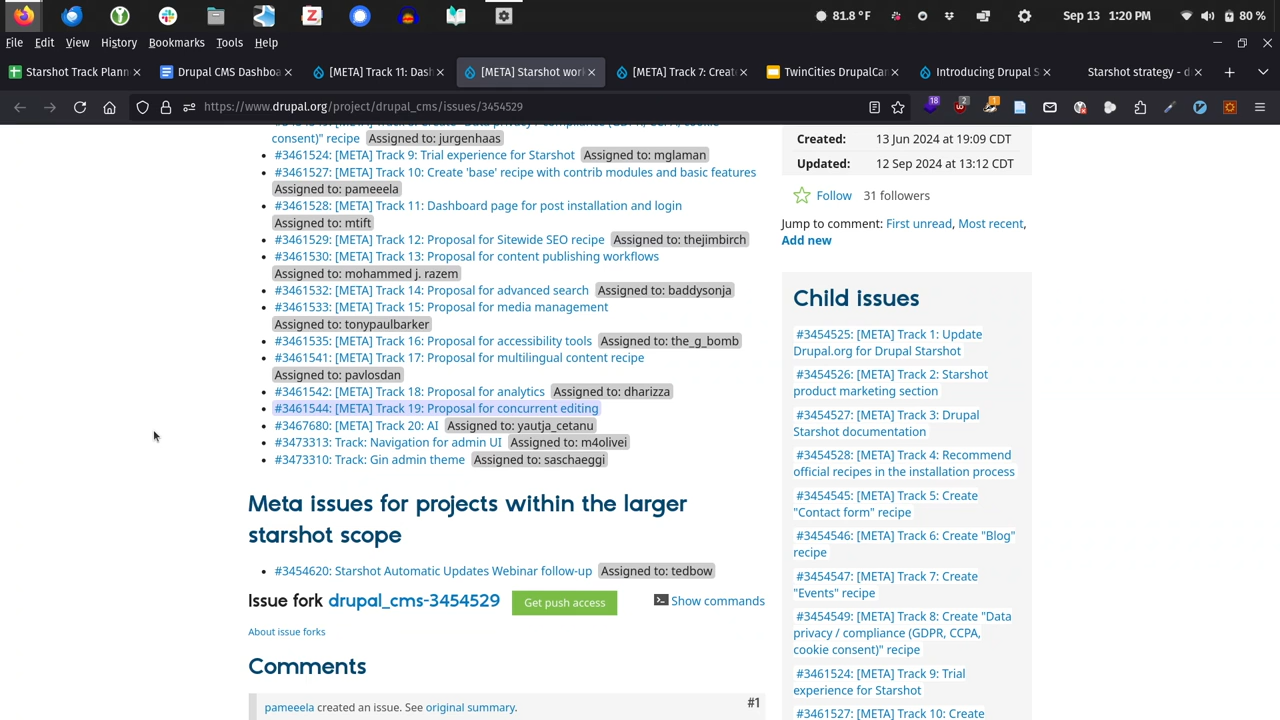 81.8 °F
Sep 13 1:20 PM
80 %
File Edit View History Bookmarks Tools Help
Starshot Track Plann
Drupal CMS Dashboa
[META] Track 11: Dash
[META] Starshot wor
[META] Track 7: Create
TwinCities DrupalCar
Introducing Drupal S
Starshot strategy - d
https://www.drupal.org/project/drupal_cms/issues/3454529
18
2
1
consent)" recipe Assigned to: jurgenhaas
#3461524: [META] Track 9: Trial experience for Starshot Assigned to: mglaman
#3461527: [META] Track 10: Create 'base' recipe with contrib modules and basic features
Assigned to: pameeela
#3461528: [META] Track 11: Dashboard page for post installation and login
Assigned to: mtift
#3461529: [META] Track 12: Proposal for Sitewide SEO recipe Assigned to: thejimbirch
#3461530: [META] Track 13: Proposal for content publishing workflows
Assigned to: mohammed j. razem
#3461532: [META] Track 14: Proposal for advanced search Assigned to: baddysonja
#3461533: [META] Track 15: Proposal for media management
Assigned to: tonypaulbarker
#3461535: [META] Track 16: Proposal for accessibility tools Assigned to: the_g_bomb
#3461541: [META] Track 17: Proposal for multilingual content recipe
Assigned to: pavlosdan
#3461542: [META] Track 18: Proposal for analytics Assigned to: dharizza
#3461544: [META] Track 19: Proposal for concurrent editing
#3467680: [META] Track 20: AI Assigned to: yautja_cetanu
#3473313: Track: Navigation for admin UI Assigned to: m4olivei
#3473310: Track: Gin admin theme Assigned to: saschaeggi
Meta issues for projects within the larger
starshot scope
#3454620: Starshot Automatic Updates Webinar follow-up Assigned to: tedbow
Issue fork drupal_cms-3454529 Get push access Show commands
About issue forks
Comments
pameeela created an issue. See original summary.
#1
Created: 13 Jun 2024 at 19:09 CDT
Updated: 12 Sep 2024 at 13:12 CDT
Follow 31 followers
Jump to comment: First unread, Most recent,
Add new
Child issues
#3454525: [META] Track 1: Update
Drupal.org for Drupal Starshot
#3454526: [META] Track 2: Starshot
product marketing section
#3454527: [META] Track 3: Drupal
Starshot documentation
#3454528: [META] Track 4: Recommend
official recipes in the installation process
#3454545: [META] Track 5: Create
"Contact form" recipe
#3454546: [META] Track 6: Create "Blog"
recipe
#3454547: [META] Track 7: Create
"Events" recipe
#3454549: [META] Track 8: Create "Data
privacy / compliance (GDPR, CCPA,
cookie consent)" recipe
#3461524: [META] Track 9: Trial
experience for Starshot
#3461527: [META] Track 10: Create